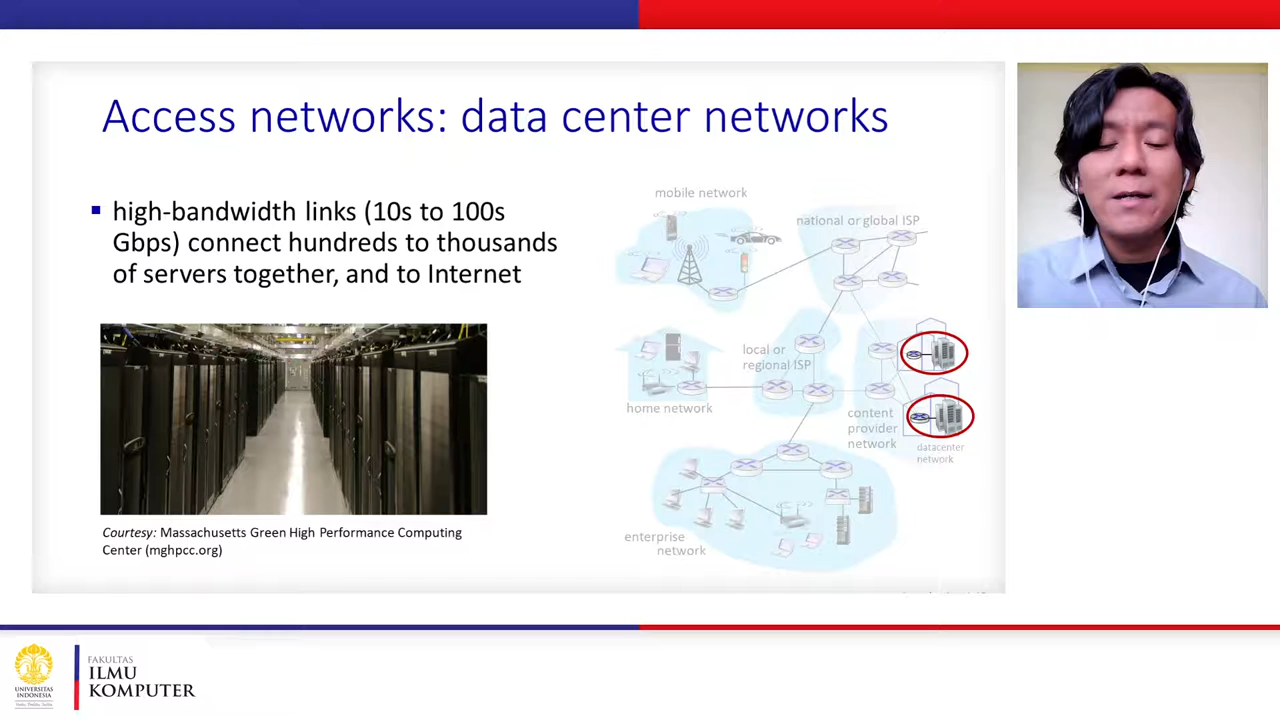 Access networks: data center networks
high-bandwidth links (10s to 100s
Gbps) connect hundreds to thousands
of servers together, and to Internet
Courtesy: Massachusetts Green High Performance Computing
Center (mghpcc.org)
mobile network
national or global ISP
local or
regional ISP
home network
content
provider
network
datacenter
network
enterprise
network
UNIVERSITAS
INDONESIA
FAKULTAS
ILMU
KOMPUTER